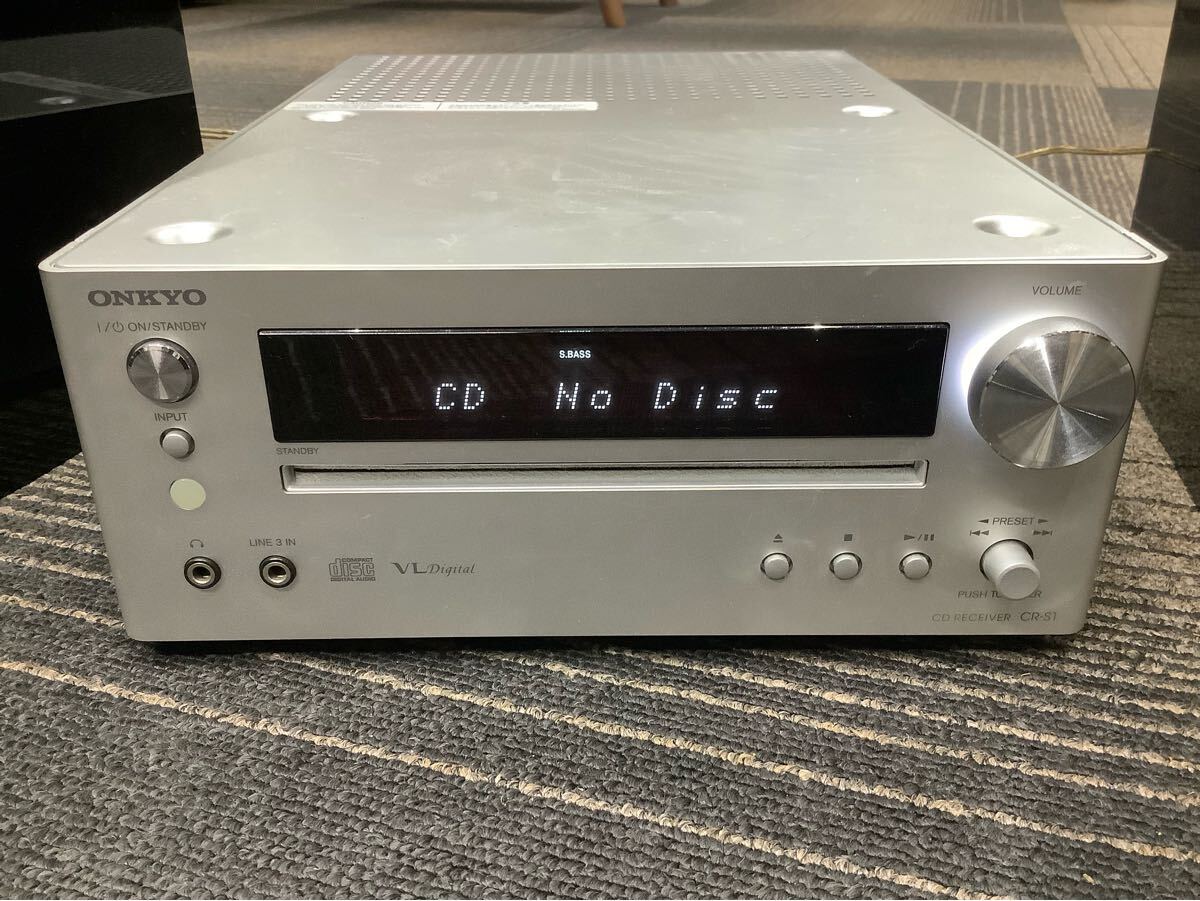 ONKYO
VOLUME
I/⏻ ON/STANDBY
S.BASS
CD No Disc
INPUT
STANDBY
◄ PRESET ►
LINE 3 IN
COMPACT
disc
DIGITAL AUDIO
VL Digital
PUSH
CD RECEIVER CR-S1